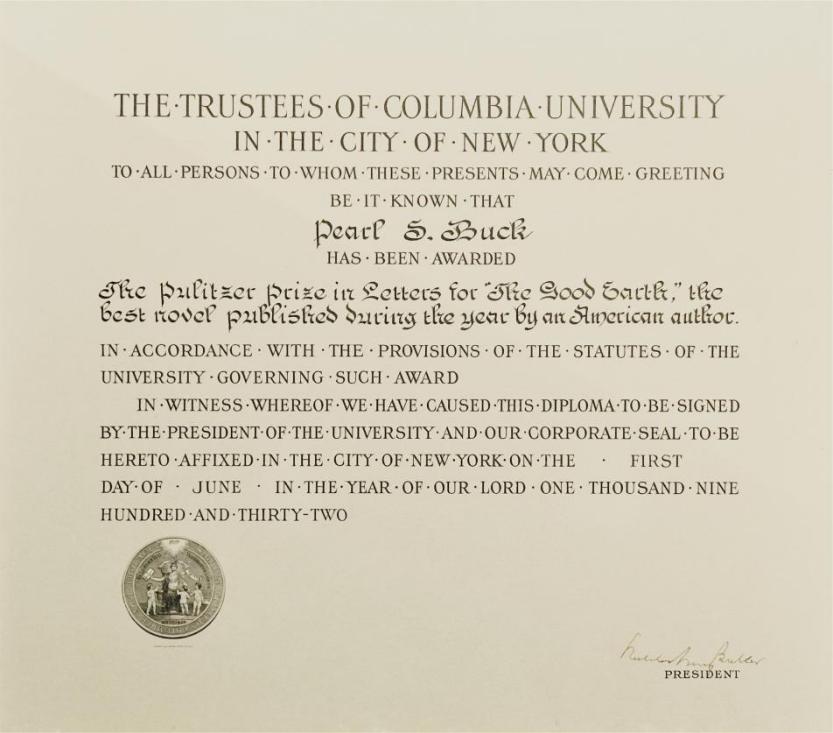 THE·TRUSTEES·OF·COLUMBIA·UNIVERSITY
IN·THE·CITY·OF·NEW·YORK
TO·ALL·PERSONS·TO·WHOM·THESE·PRESENTS·MAY·COME·GREETING
BE·IT·KNOWN·THAT
Pearl S. Buck
HAS·BEEN·AWARDED
The Pulitzer Prize in Letters for "The Good Earth," the
best novel published during the year by an American author.
IN·ACCORDANCE·WITH·THE·PROVISIONS·OF·THE·STATUTES·OF·THE
UNIVERSITY·GOVERNING·SUCH·AWARD
IN·WITNESS·WHEREOF·WE·HAVE·CAUSED·THIS·DIPLOMA·TO·BE·SIGNED
BY·THE·PRESIDENT·OF·THE·UNIVERSITY·AND·OUR·CORPORATE·SEAL·TO·BE
HERETO·AFFIXED·IN·THE·CITY·OF·NEW·YORK·ON·THE · FIRST
DAY·OF · JUNE · IN·THE·YEAR·OF·OUR·LORD·ONE·THOUSAND·NINE
HUNDRED·AND·THIRTY-TWO
PRESIDENT